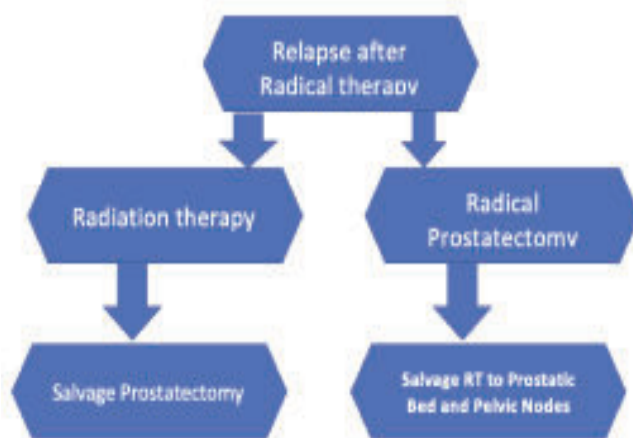 Relapse after
Radical therapy
Radiation therapy
Radical
Prostatectomy
Salvage Prostatectomy
Salvage RT to Prostatic
Bed and Pelvic Nodes